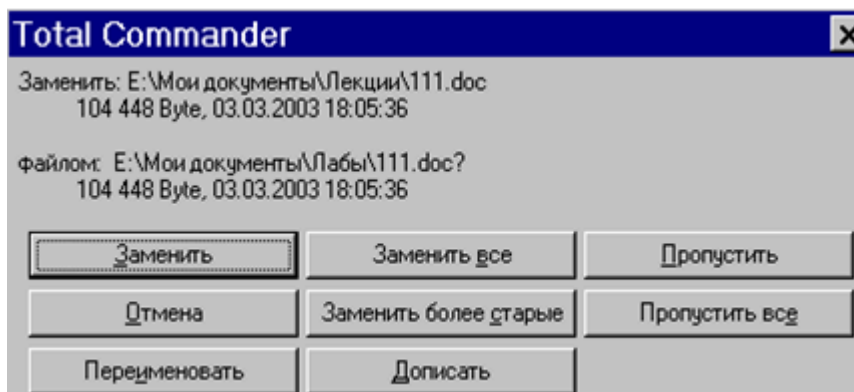 Total Commander
Заменить: E:\Мои документы\Лекции\111.doc
104 448 Byte, 03.03.2003 18:05:36
файлом: E:\Мои документы\Лабы\111.doc?
104 448 Byte, 03.03.2003 18:05:36
Заменить Заменить все Пропустить
Отмена Заменить более старые Пропустить все
Переименовать Дописать